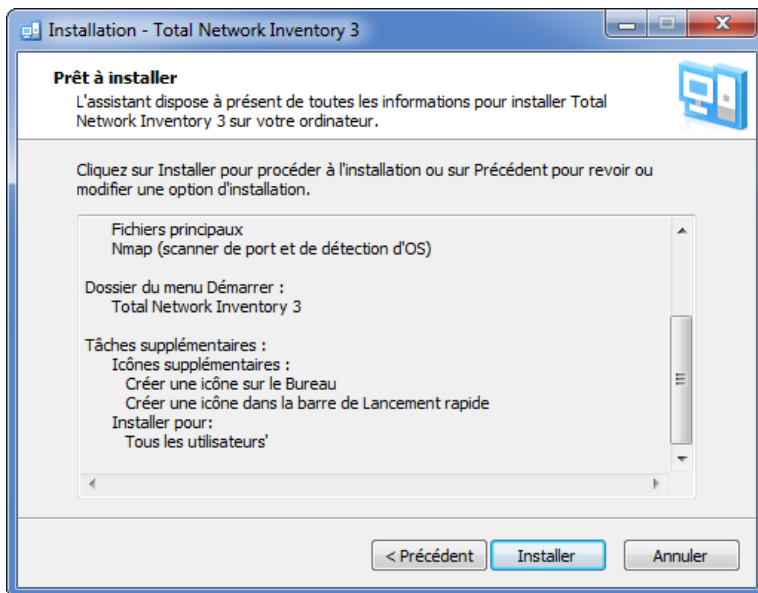 Installation - Total Network Inventory 3
Prêt à installer
L'assistant dispose à présent de toutes les informations pour installer Total
Network Inventory 3 sur votre ordinateur.
Cliquez sur Installer pour procéder à l'installation ou sur Précédent pour revoir ou
modifier une option d'installation.
Fichiers principaux
Nmap (scanner de port et de détection d'OS)
Dossier du menu Démarrer :
Total Network Inventory 3
Tâches supplémentaires :
Icônes supplémentaires :
Créer une icône sur le Bureau
Créer une icône dans la barre de Lancement rapide
Installer pour:
Tous les utilisateurs'
< Précédent
Installer
Annuler